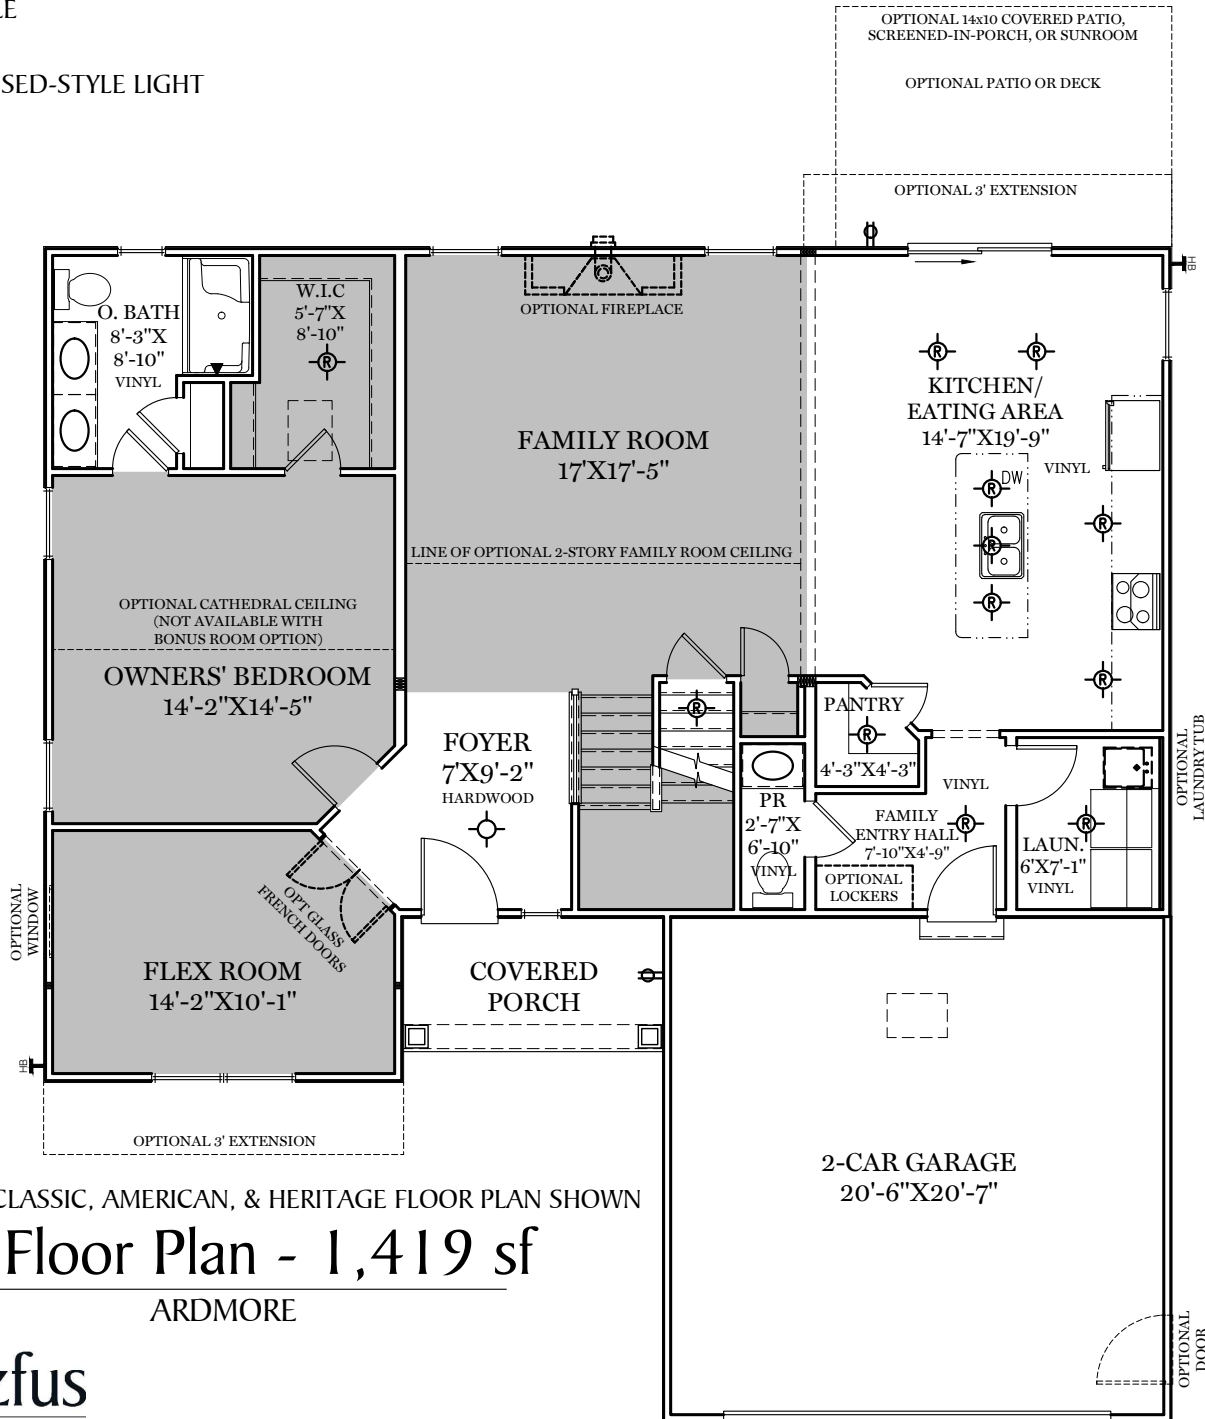 LE
SED-STYLE LIGHT
OPTIONAL 14x10 COVERED PATIO,
SCREENED-IN-PORCH, OR SUNROOM
OPTIONAL PATIO OR DECK
OPTIONAL 3' EXTENSION
HB
O. BATH
8'-3"X
8'-10"
VINYL
W.I.C
5'-7"X
8'-10"
R
OPTIONAL FIREPLACE
FAMILY ROOM
17'X17'-5"
LINE OF OPTIONAL 2-STORY FAMILY ROOM CEILING
R
R
KITCHEN/
EATING AREA
14'-7"X19'-9"
VINYL
R
DW
R
R
R
R
R
OPTIONAL CATHEDRAL CEILING
(NOT AVAILABLE WITH
BONUS ROOM OPTION)
OWNERS' BEDROOM
14'-2"X14'-5"
FOYER
7'X9'-2"
HARDWOOD
R
PANTRY
R
4'-3"X4'-3"
PR
2'-7"X
6'-10"
VINYL
VINYL
FAMILY
ENTRY HALL
7'-10"X4'-9"
R
OPTIONAL
LOCKERS
R
LAUN.
6'X7'-1"
VINYL
OPTIONAL
LAUNDRY TUB
OPTIONAL
WINDOW
OPT GLASS
FRENCH DOORS
FLEX ROOM
14'-2"X10'-1"
COVERED
PORCH
HB
OPTIONAL 3' EXTENSION
2-CAR GARAGE
20'-6"X20'-7"
OPTIONAL
DOOR
CLASSIC, AMERICAN, & HERITAGE FLOOR PLAN SHOWN
Floor Plan - 1,419 sf
ARDMORE
zfus